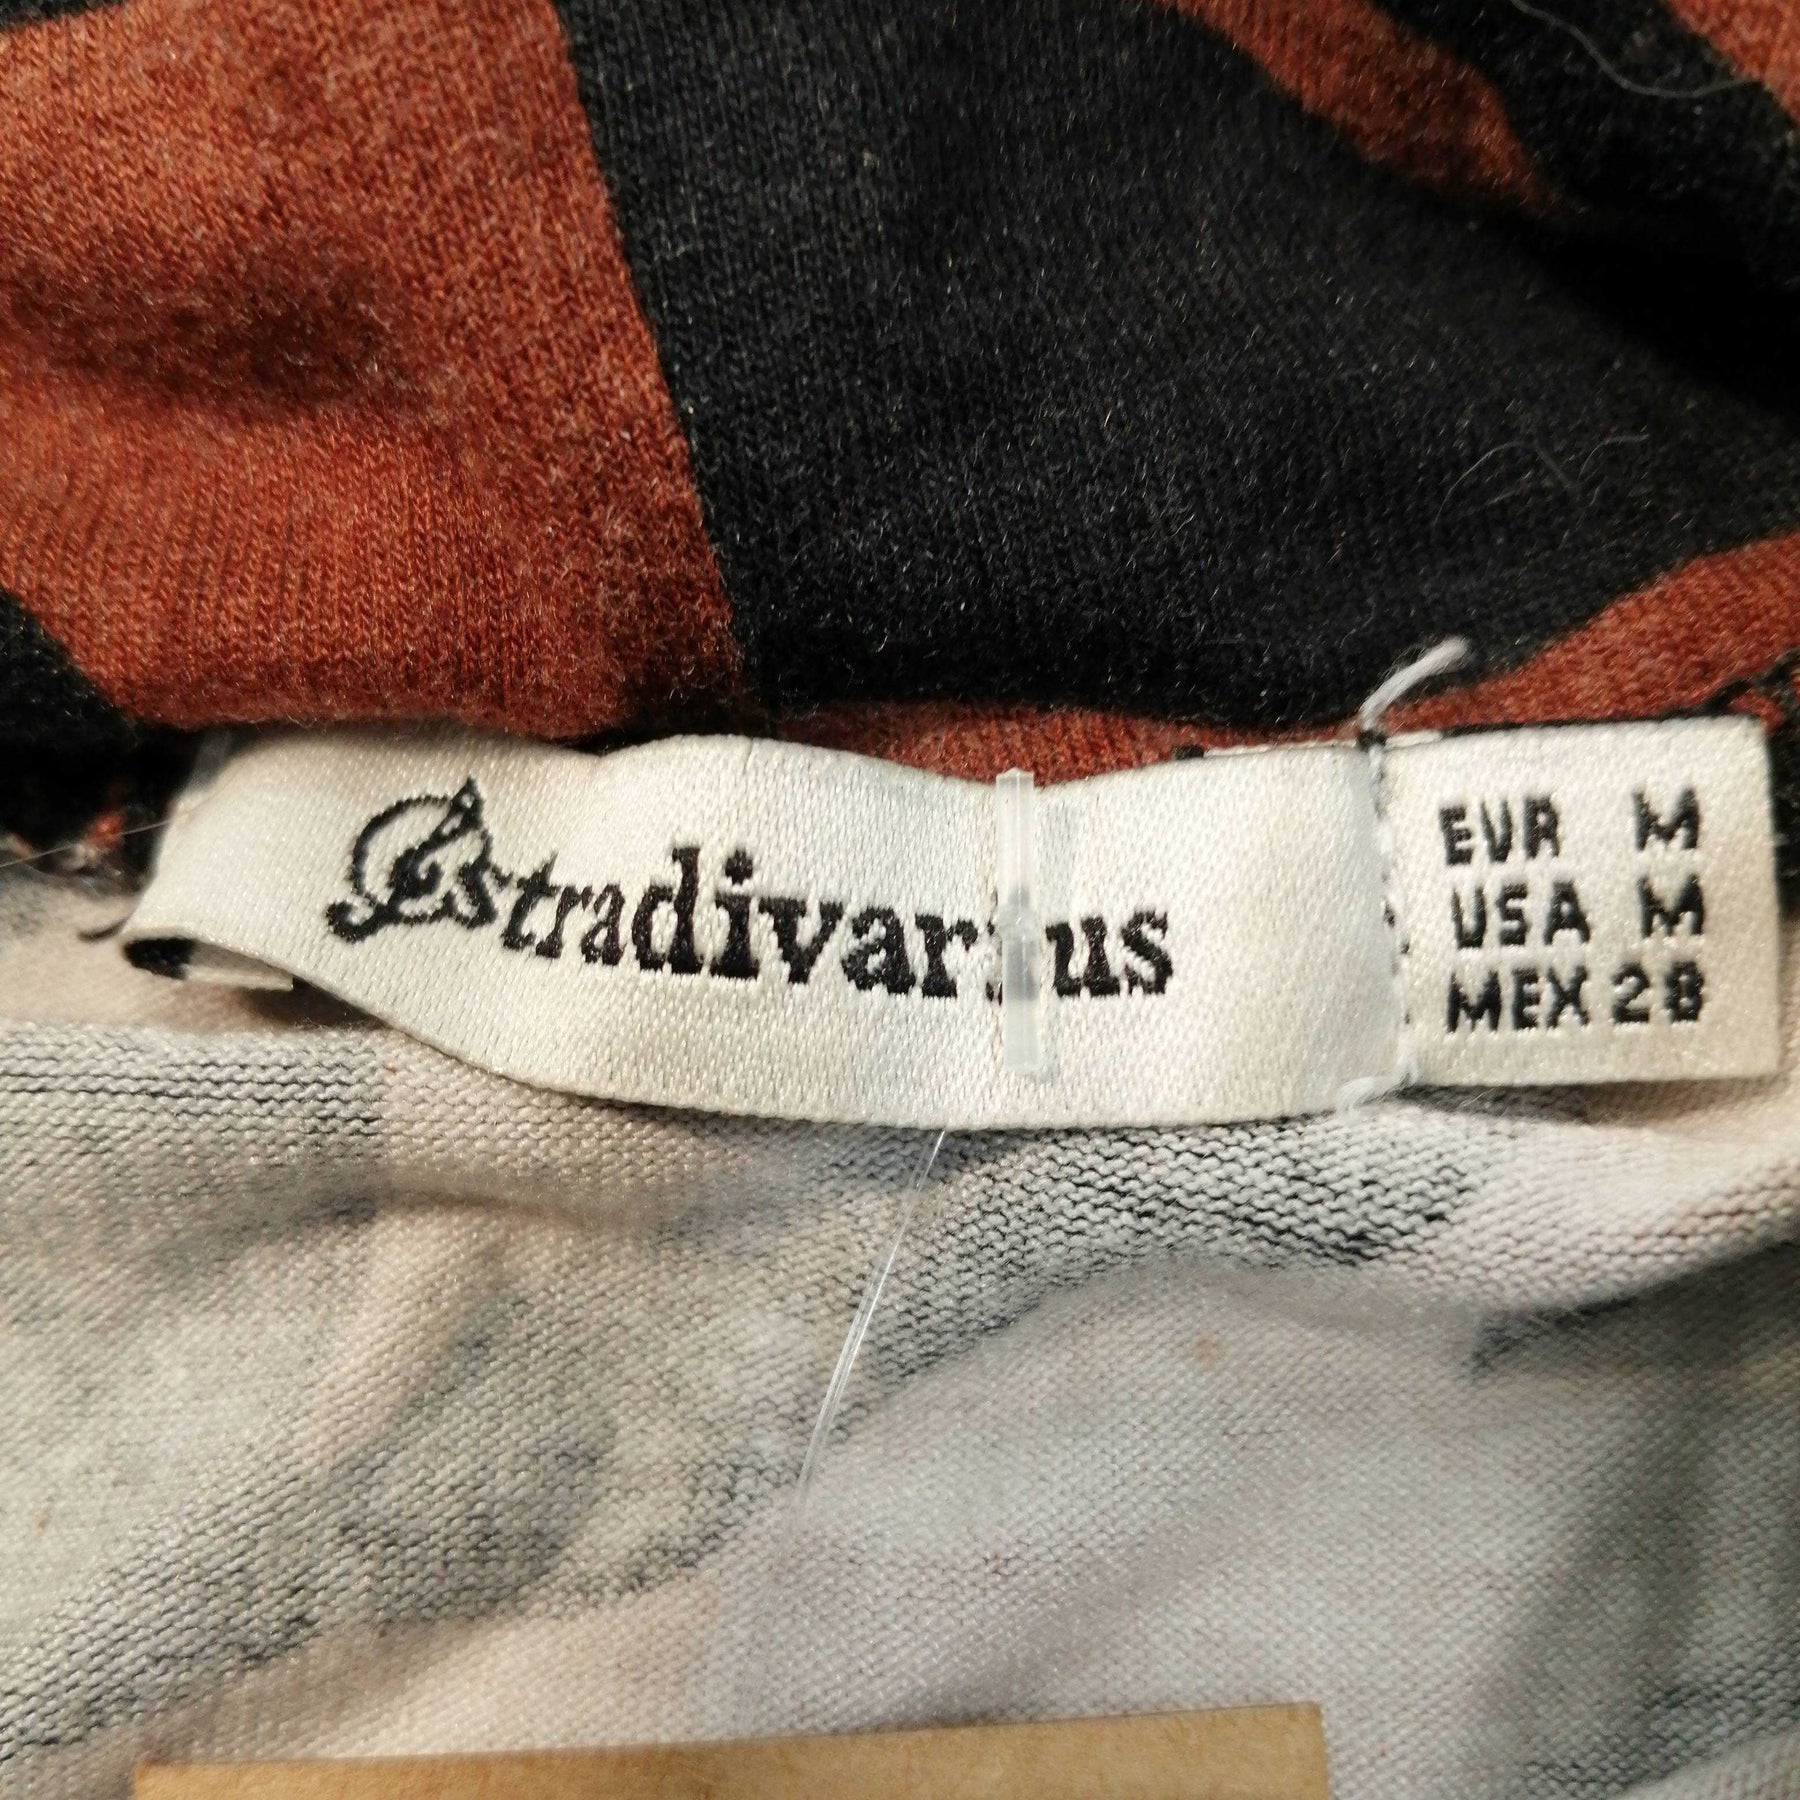 Stradivarius
EUR M
USA M
MEX 28